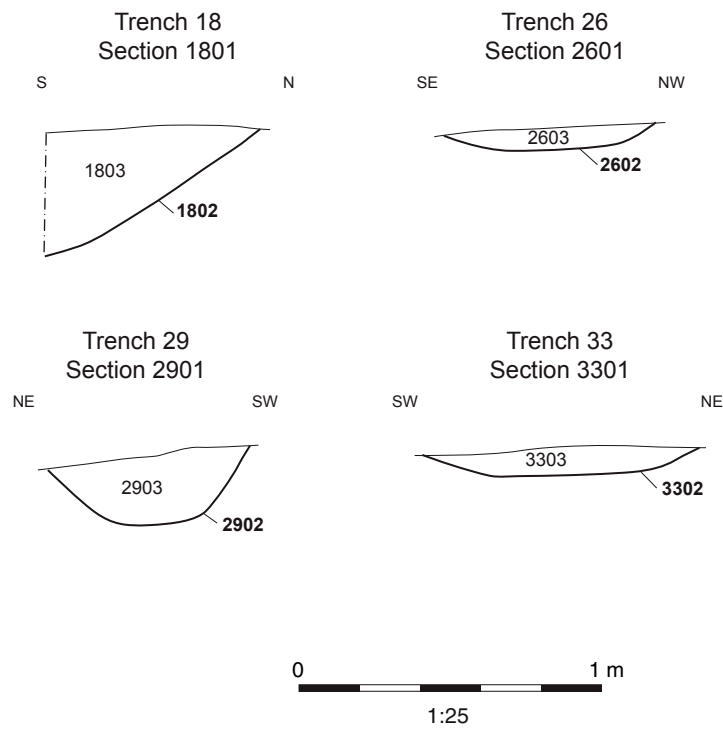 Trench 18
Section 1801
S N
1803
1802
Trench 26
Section 2601
SE NW
2603
2602
Trench 29
Section 2901
NE SW
2903
2902
Trench 33
Section 3301
SW NE
3303
3302
0 1 m
1:25